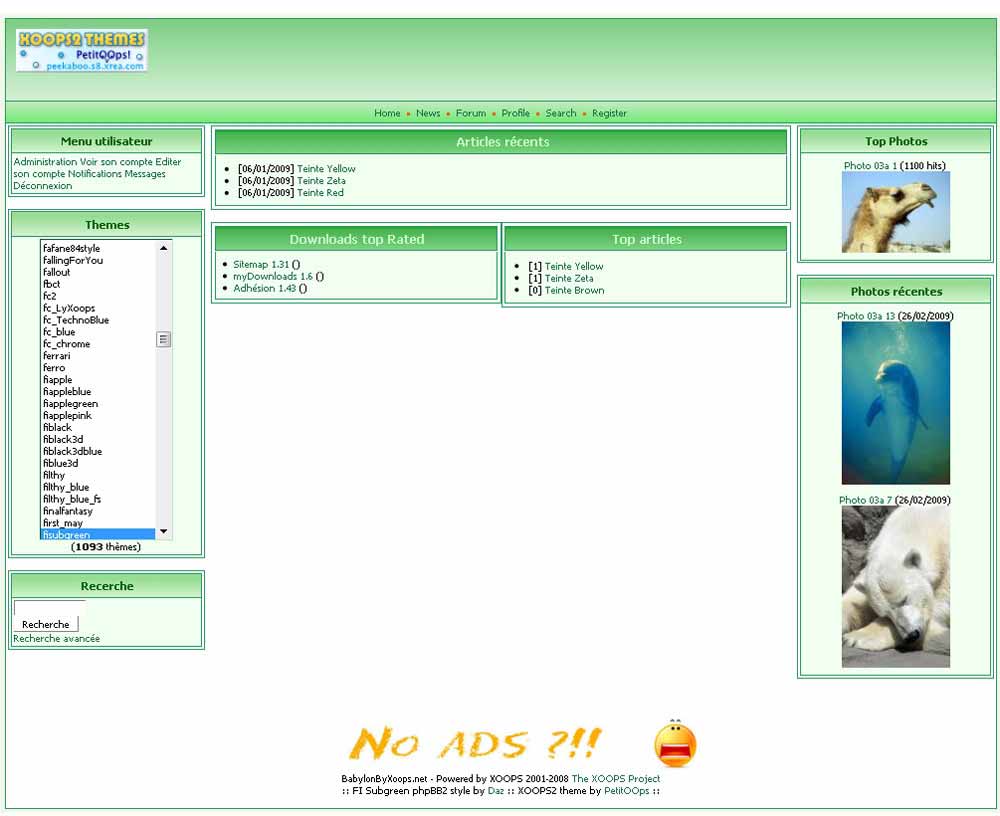 XOOPS2 THEMES
PetitOOps!
peekaboo.s8.xrea.com
Home • News • Forum • Profile • Search • Register
Menu utilisateur
Administration Voir son compte Editer
son compte Notifications Messages
Déconnexion
Themes
fafane84style
fallingForYou
fallout
fbct
fc2
fc_LyXoops
fc_TechnoBlue
fc_blue
fc_chrome
ferrari
ferro
fiapple
fiappleblue
fiapplegreen
fiapplepink
fiblack
fiblack3d
fiblack3dblue
fiblue3d
filthy
filthy_blue
filthy_blue_fs
finalfantasy
first_may
fisubgreen
(1093 thèmes)
Recerche
Recherche
Recherche avancée
Articles récents
[06/01/2009] Teinte Yellow
[06/01/2009] Teinte Zeta
[06/01/2009] Teinte Red
Downloads top Rated
Sitemap 1.31 ()
myDownloads 1.6 ()
Adhésion 1.43 ()
Top articles
[1] Teinte Yellow
[1] Teinte Zeta
[0] Teinte Brown
Top Photos
Photo 03a 1 (1100 hits)
Photos récentes
Photo 03a 13 (26/02/2009)
Photo 03a 7 (26/02/2009)
No ADS ?!!
BabylonByXoops.net - Powered by XOOPS 2001-2008 The XOOPS Project
:: FI Subgreen phpBB2 style by Daz :: XOOPS2 theme by PetitOOps ::